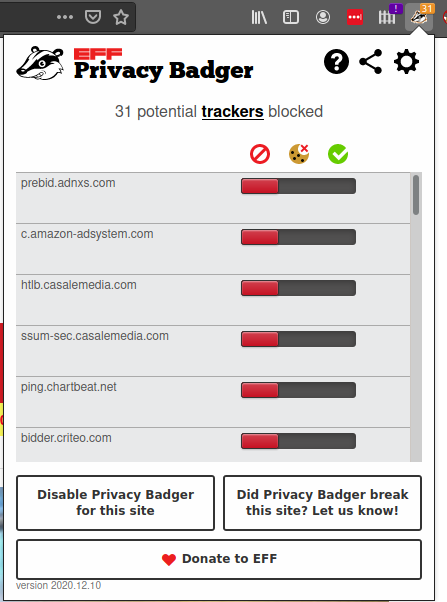 31
EFF
Privacy Badger
31 potential trackers blocked
prebid.adnxs.com
c.amazon-adsystem.com
htlb.casalemedia.com
ssum-sec.casalemedia.com
ping.chartbeat.net
bidder.criteo.com
Disable Privacy Badger
for this site
Did Privacy Badger break
this site? Let us know!
Donate to EFF
version 2020.12.10